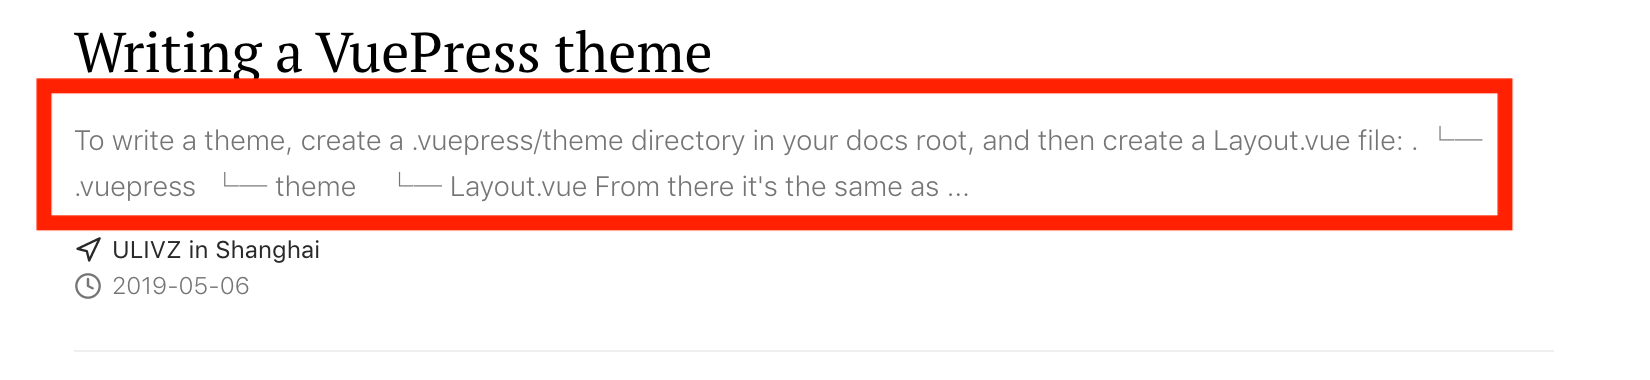 Writing a VuePress theme
To write a theme, create a .vuepress/theme directory in your docs root, and then create a Layout.vue file: . └──
.vuepress └── theme └── Layout.vue From there it's the same as ...
ULIVZ in Shanghai
2019-05-06